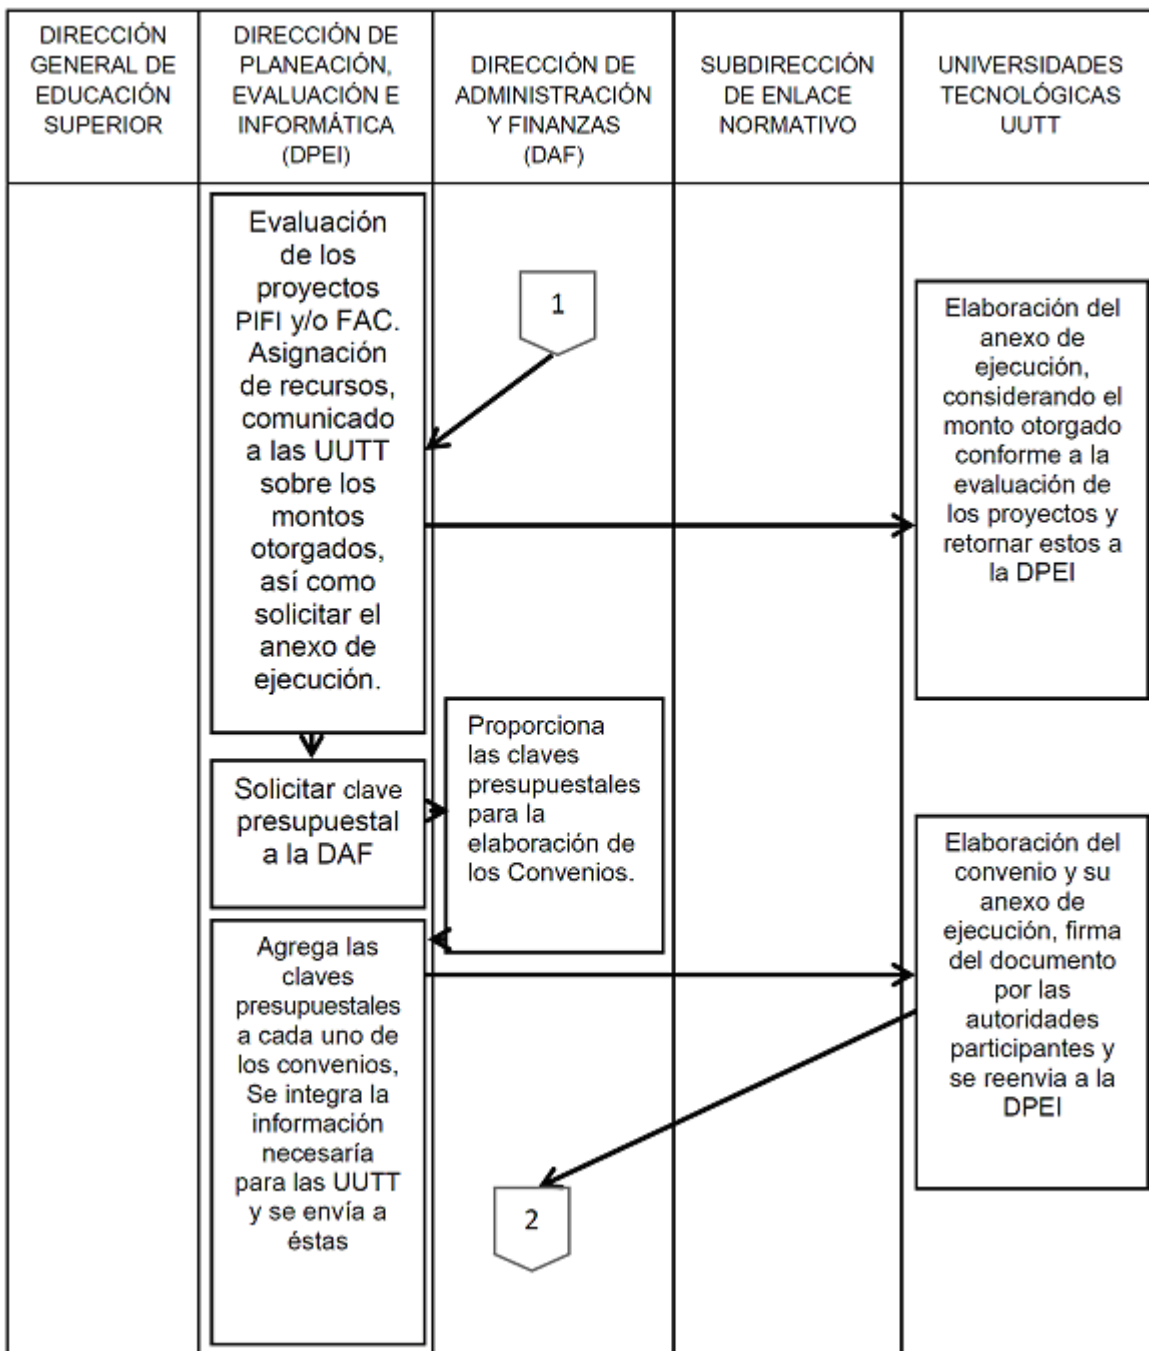 DIRECCIÓN
GENERAL DE
EDUCACIÓN
SUPERIOR
DIRECCIÓN DE
PLANEACIÓN,
EVALUACIÓN E
INFORMÁTICA
(DPEI)
DIRECCIÓN DE
ADMINISTRACIÓN
Y FINANZAS
(DAF)
SUBDIRECCIÓN
DE ENLACE
NORMATIVO
UNIVERSIDADES
TECNOLÓGICAS
UUTT
Evaluación
de los
proyectos
PIFI y/o FAC.
Asignación
de recursos,
comunicado
a las UUTT
sobre los
montos
otorgados,
así como
solicitar el
anexo de
ejecución.
1
Elaboración del
anexo de
ejecución,
considerando el
monto otorgado
conforme a la
evaluación de
los proyectos y
retornar estos a
la DPEI
Solicitar clave
presupuestal
a la DAF
Proporciona
las claves
presupuestales
para la
elaboración de
los Convenios.
Agrega las
claves
presupuestales
a cada uno de
los convenios,
Se integra la
información
necesaría
para las UUTT
y se envía a
éstas
Elaboración del
convenio y su
anexo de
ejecución, firma
del documento
por las
autoridades
participantes y
se reenvia a la
DPEI
2